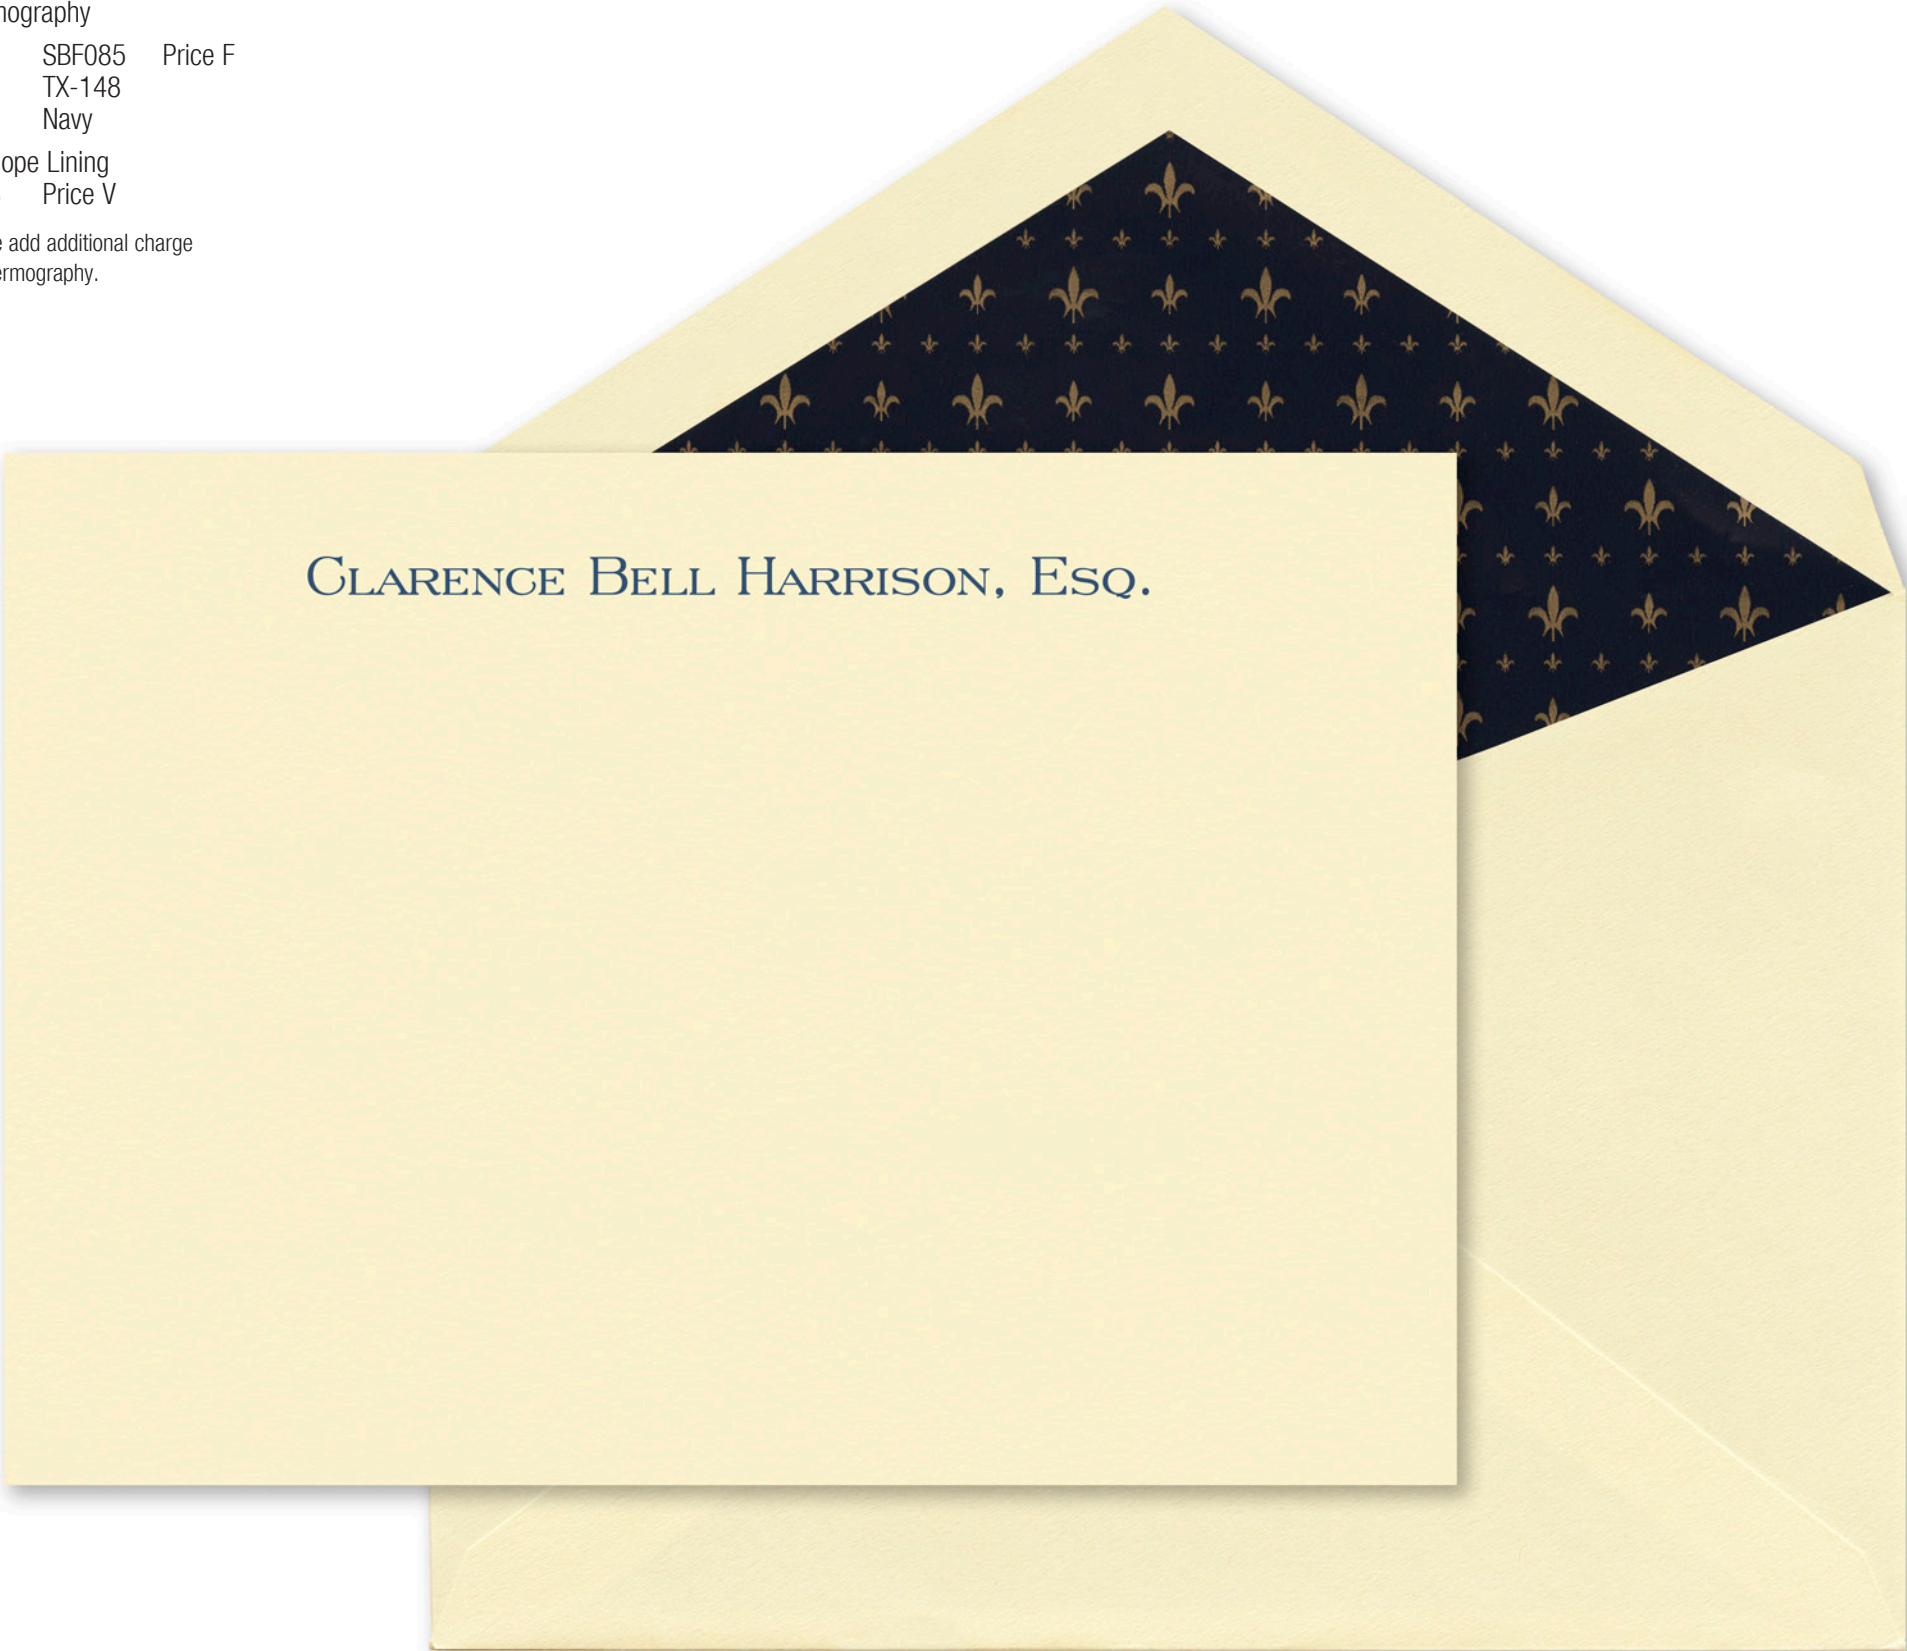 nography
SBF085 Price F
TX-148
Navy
ope Lining
Price V
e add additional charge
ermography.
Clarence Bell Harrison, Esq.